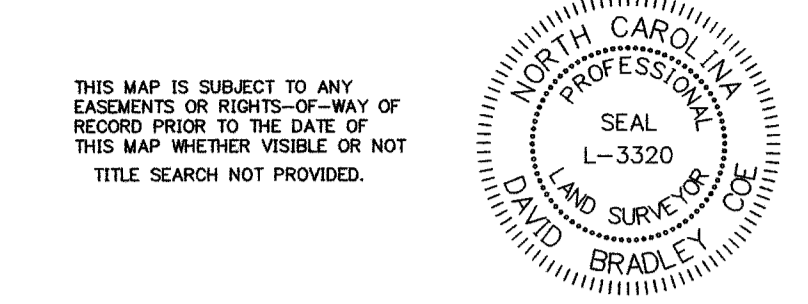 THIS MAP IS SUBJECT TO ANY
EASEMENTS OR RIGHTS-OF-WAY OF
RECORD PRIOR TO THE DATE OF
THIS MAP WHETHER VISIBLE OR NOT
TITLE SEARCH NOT PROVIDED.
NORTH CAROLINA
PROFESSIONAL
SEAL
L-3320
LAND SURVEYOR
DAVID BRADLEY COE